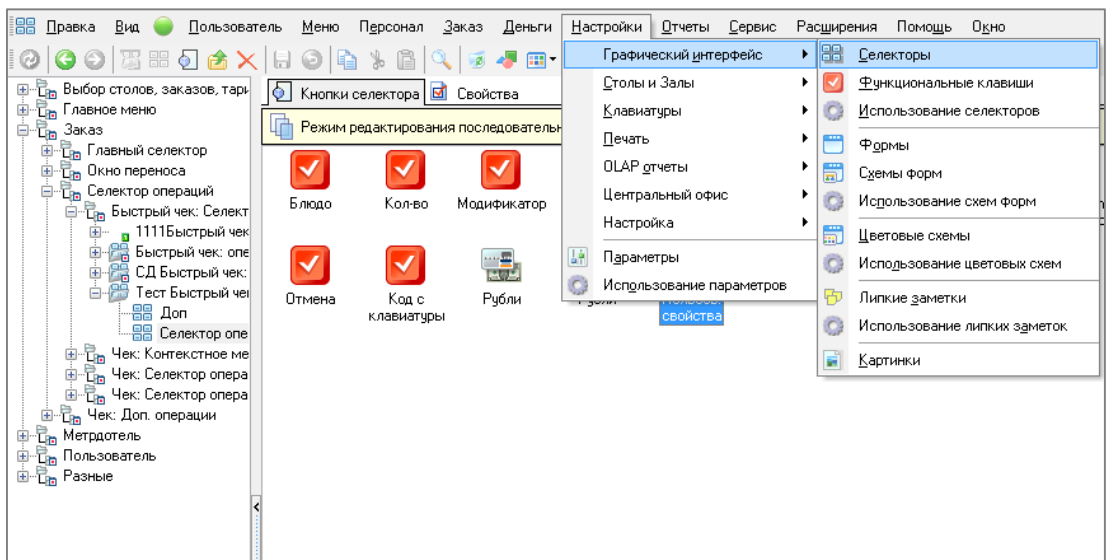 Правка Вид Пользователь Меню Персонал Заказ Деньги Настройки Отчеты Сервис Расширения Помощь Окно
Выбор столов, заказов, тари
Главное меню
Заказ
Главный селектор
Окно переноса
Селектор операций
Быстрый чек: Селект
1111Быстрый чек
Быстрый чек: опе
СД Быстрый чек:
Тест Быстрый че
Доп
Селектор опе
Чек: Контекстное ме
Чек: Селектор опера
Чек: Селектор опера
Чек: Доп. операции
Метрдотель
Пользователь
Разные
Кнопки селектора Свойства
Режим редактирования последователь
Блюдо Кол-во Модификатор
Отмена Код с клавиатуры Рубли
свойства
Графический интерфейс
Столы и Залы
Клавиатуры
Печать
OLAP отчеты
Центральный офис
Настройка
Параметры
Использование параметров
Селекторы
Функциональные клавиши
Использование селекторов
Формы
Схемы форм
Использование схем форм
Цветовые схемы
Использование цветовых схем
Липкие заметки
Использование липких заметок
Картинки